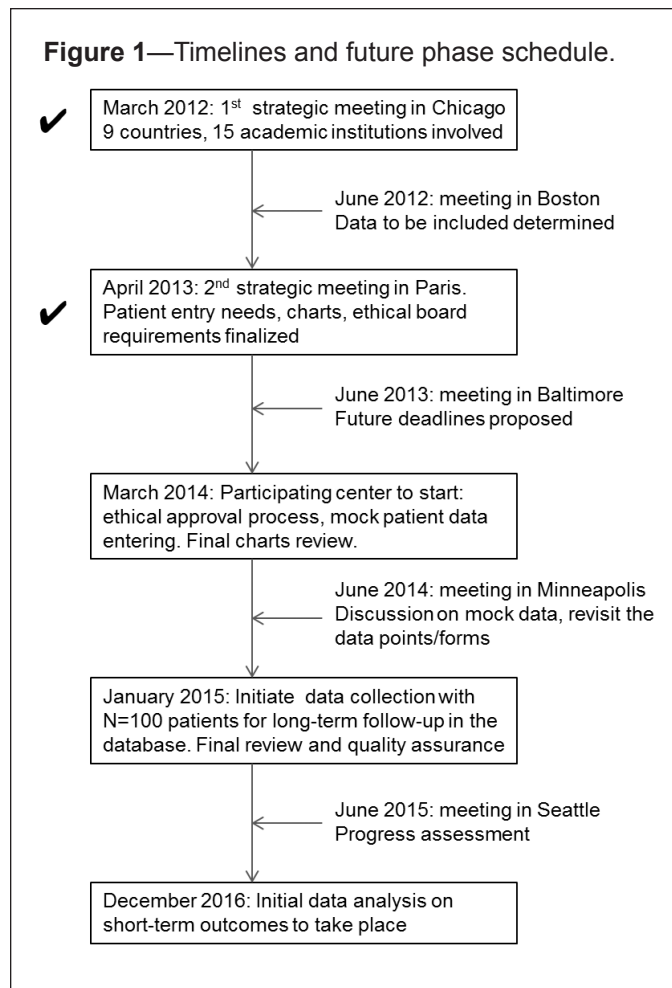 Figure 1—Timelines and future phase schedule.
✔
March 2012: 1st strategic meeting in Chicago
9 countries, 15 academic institutions involved
June 2012: meeting in Boston
Data to be included determined
✔
April 2013: 2nd strategic meeting in Paris.
Patient entry needs, charts, ethical board
requirements finalized
June 2013: meeting in Baltimore
Future deadlines proposed
March 2014: Participating center to start:
ethical approval process, mock patient data
entering. Final charts review.
June 2014: meeting in Minneapolis
Discussion on mock data, revisit the
data points/forms
January 2015: Initiate data collection with
N=100 patients for long-term follow-up in the
database. Final review and quality assurance
June 2015: meeting in Seattle
Progress assessment
December 2016: Initial data analysis on
short-term outcomes to take place